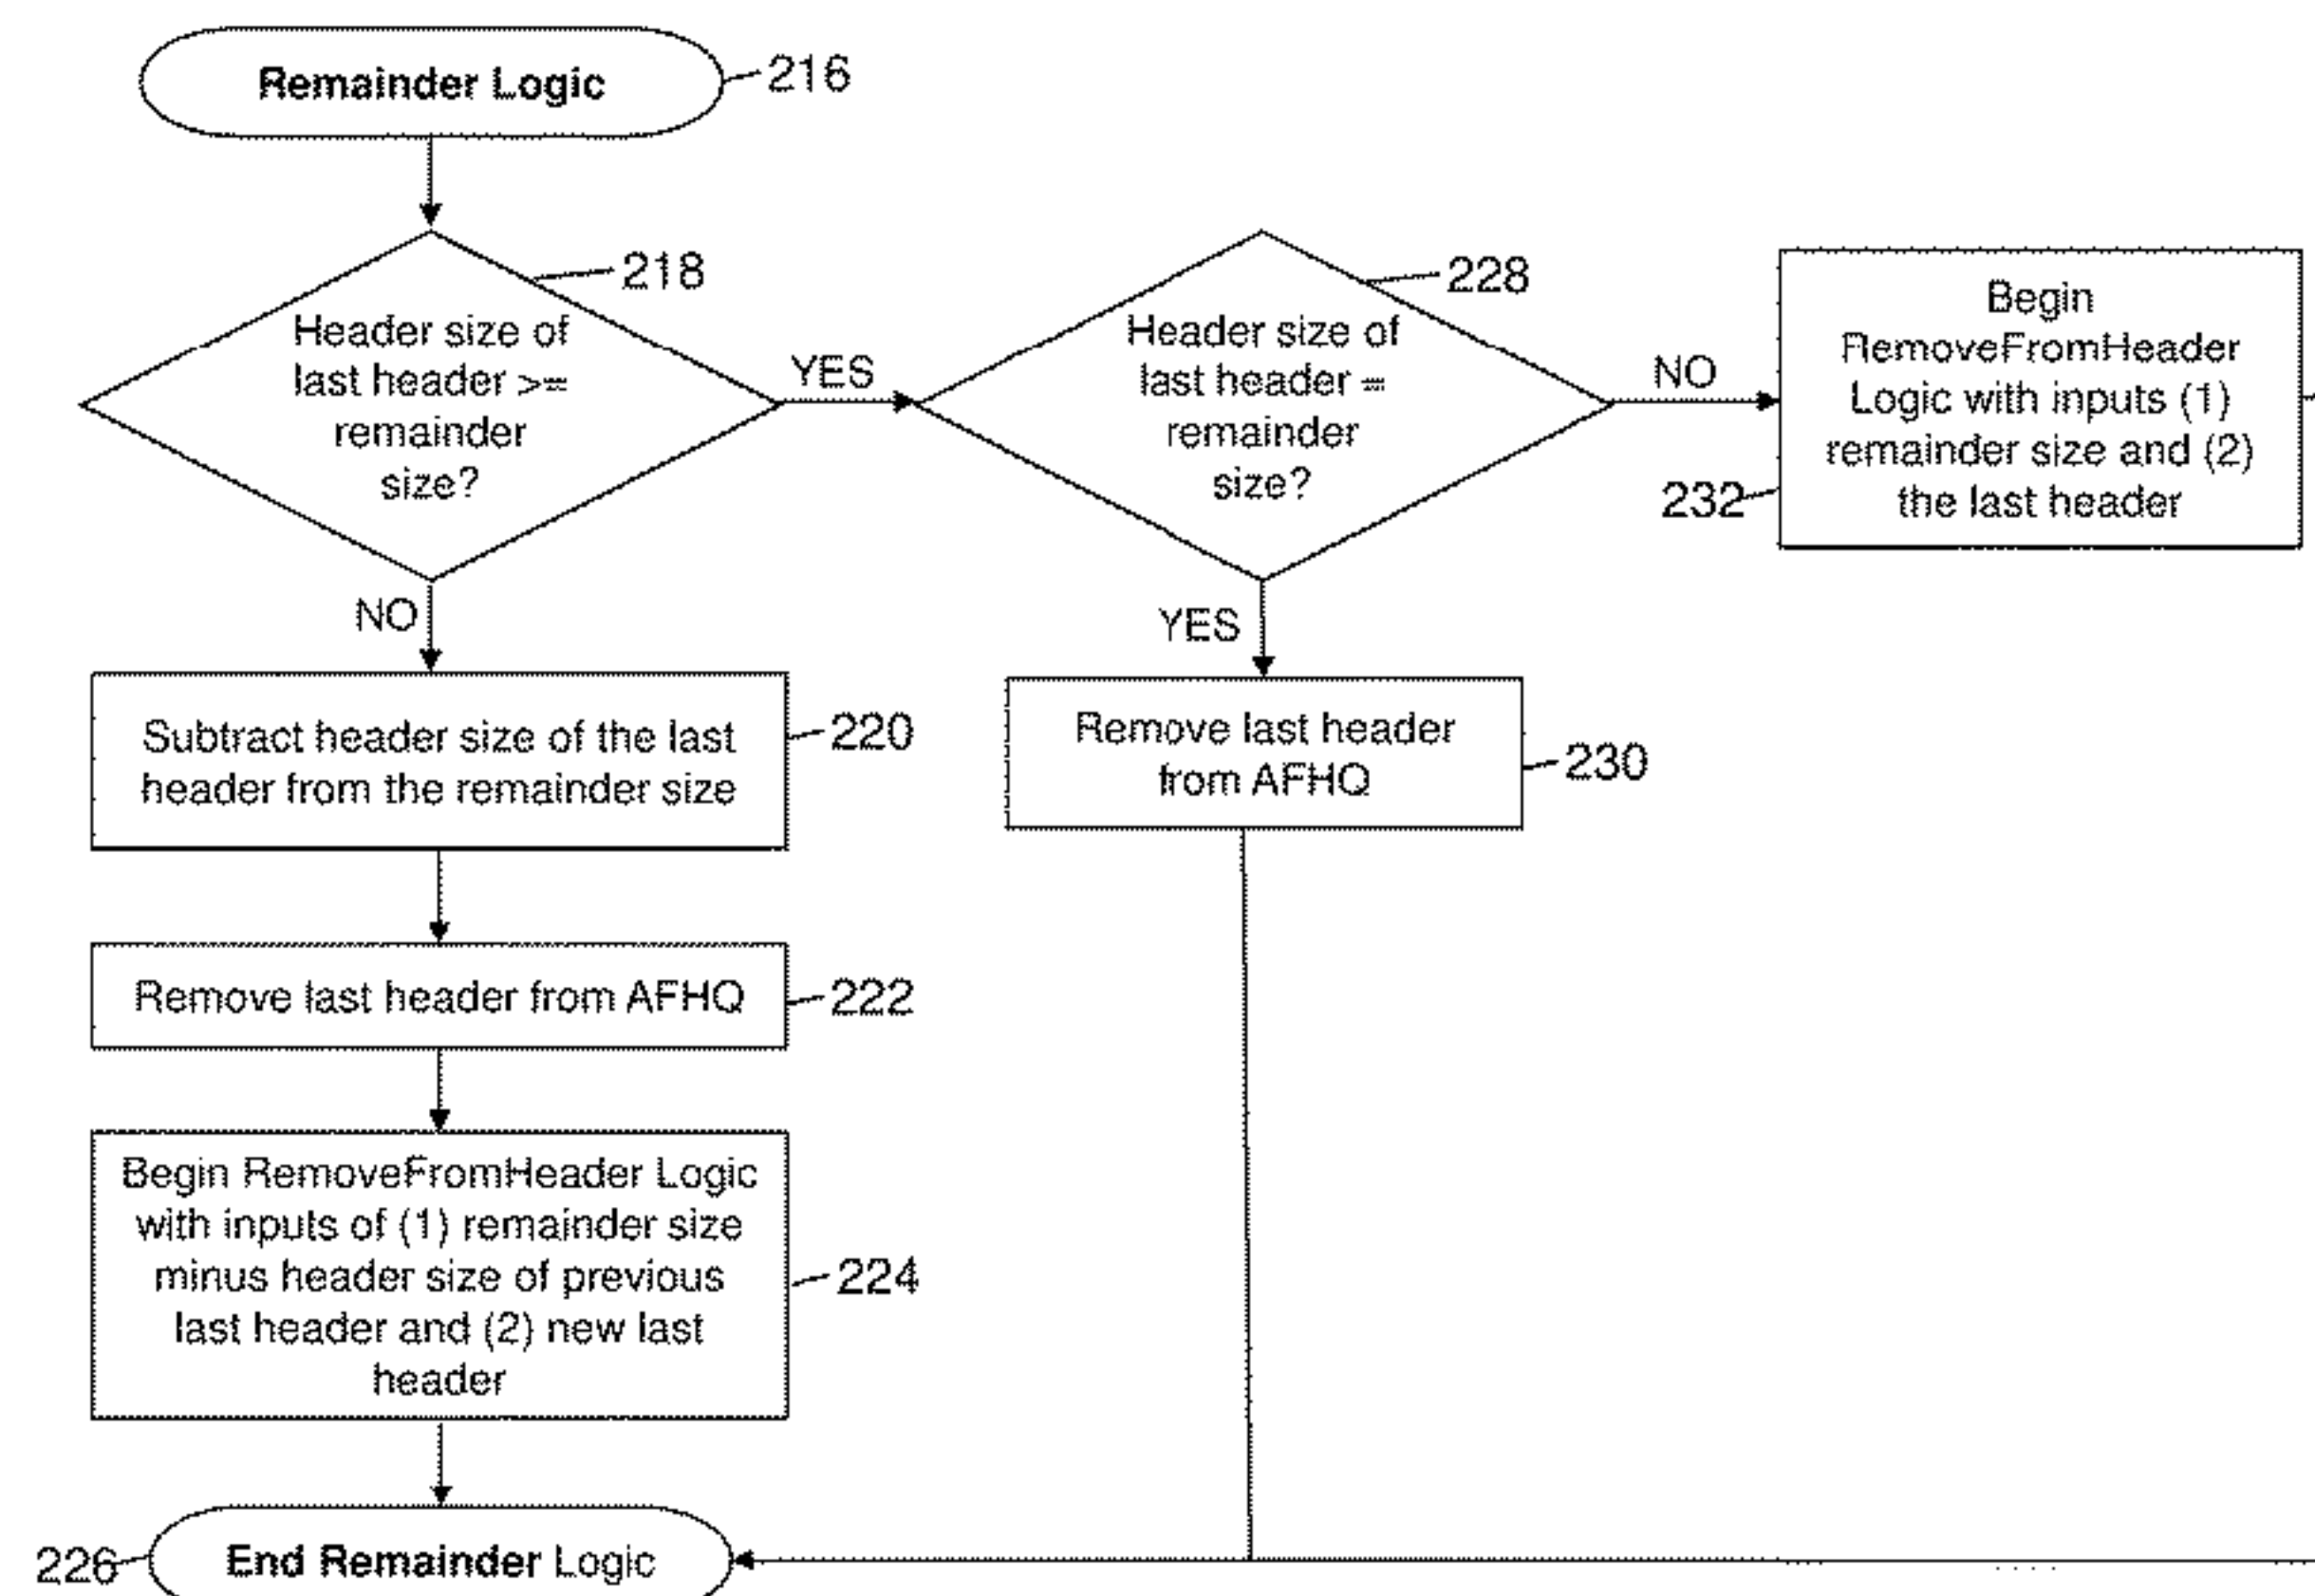 Remainder Logic
216
218
Header size of
last header >=
remainder
size?
YES
228
Header size of
last header =
remainder
size?
NO
Begin
RemoveFromHeader
Logic with inputs (1)
remainder size and (2)
the last header
232
NO
YES
Subtract header size of the last
header from the remainder size
220
Remove last header
from AFHQ
230
Remove last header from AFHQ
222
Begin RemoveFromHeader Logic
with inputs of (1) remainder size
minus header size of previous
last header and (2) new last
header
224
226
End Remainder Logic